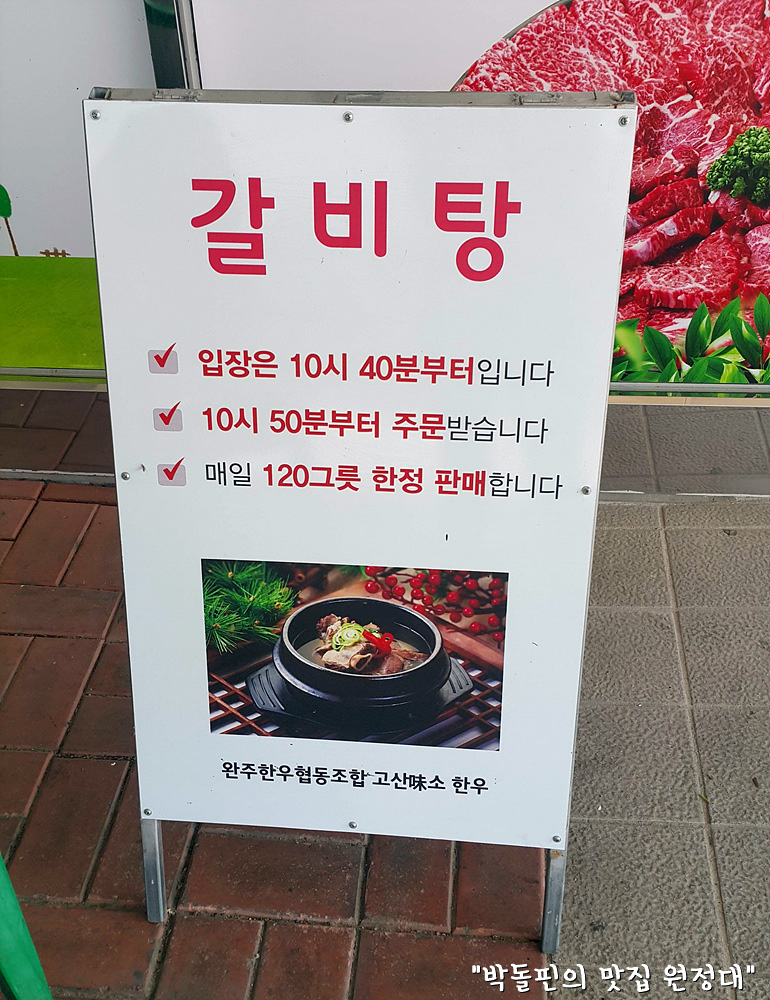 갈비탕
입장은 10시 40분부터입니다
10시 50분부터 주문받습니다
매일 120그릇 한정 판매합니다
완주한우협동조합 고산味소 한우
"박돌핀의 맛집 원정대"